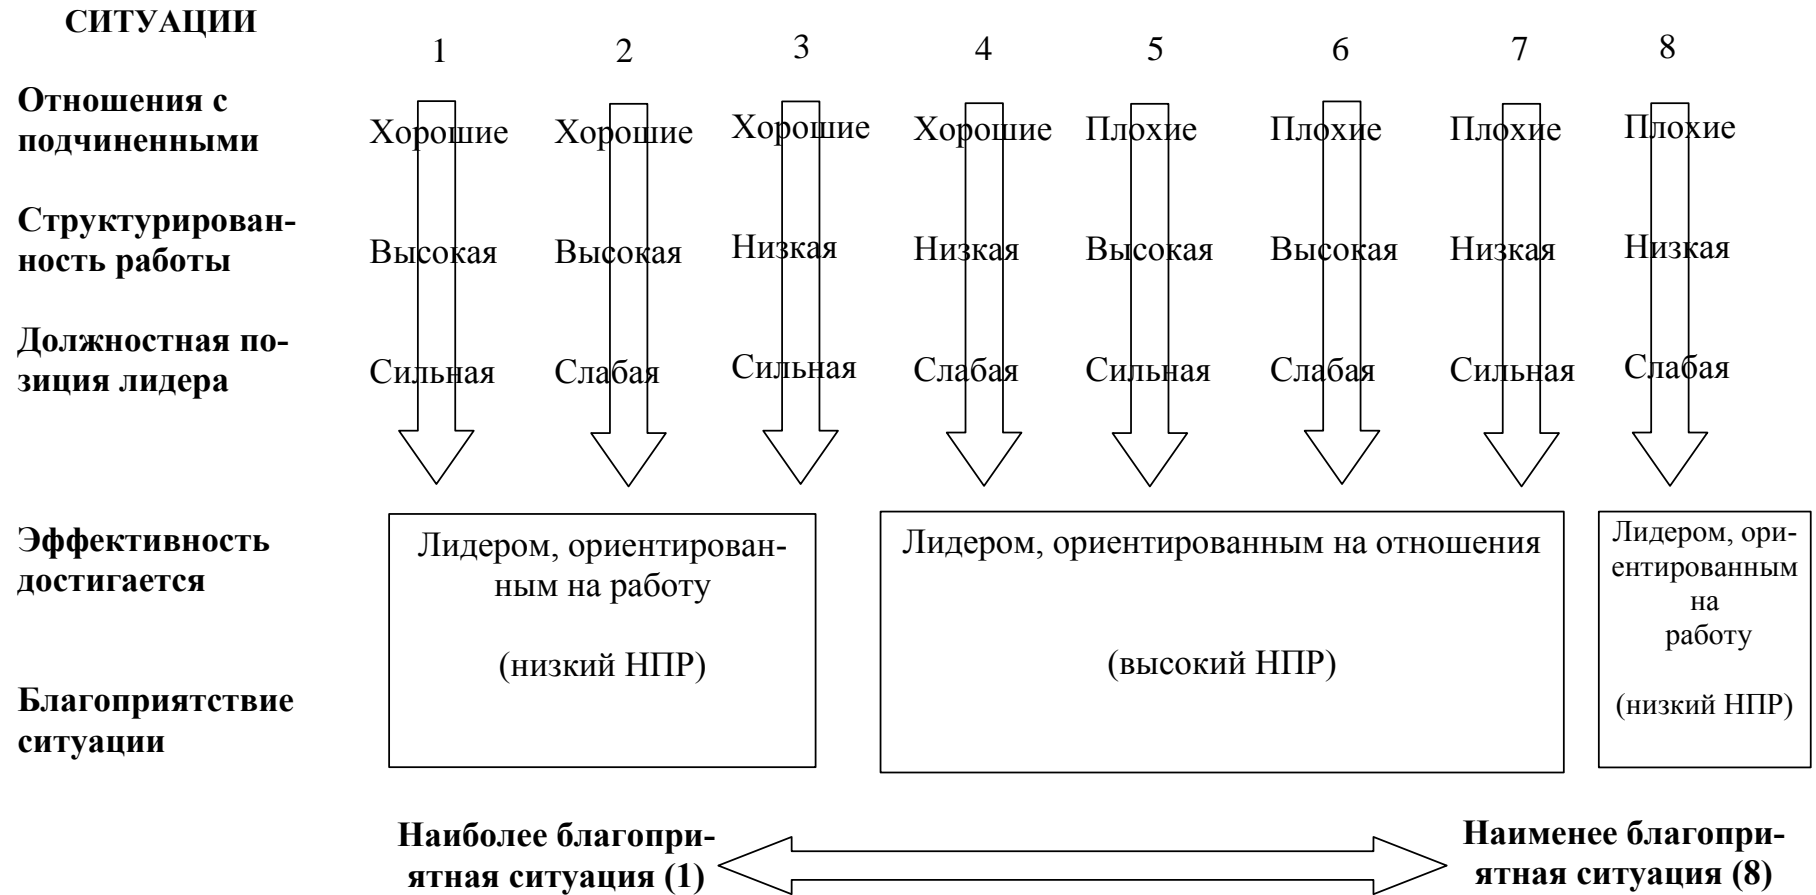 СИТУАЦИИ
1 2 3 4 5 6 7 8
Отношения с
подчиненными
Хорошие Хорошие Хорошие Хорошие Плохие Плохие Плохие Плохие
Структурирован-
ность работы
Высокая Высокая Низкая Низкая Высокая Высокая Низкая Низкая
Должностная по-
зиция лидера
Сильная Слабая Сильная Слабая Сильная Слабая Сильная Слабая
Эффективность
достигается
Лидером, ориентирован-
ным на работу
(низкий НПР)
Лидером, ориентированным на отношения
(высокий НПР)
Лидером, ори-
ентированным
на
работу
(низкий НПР)
Благоприятствие
ситуации
Наиболее благопри-
ятная ситуация (1)
Наименее благопри-
ятная ситуация (8)